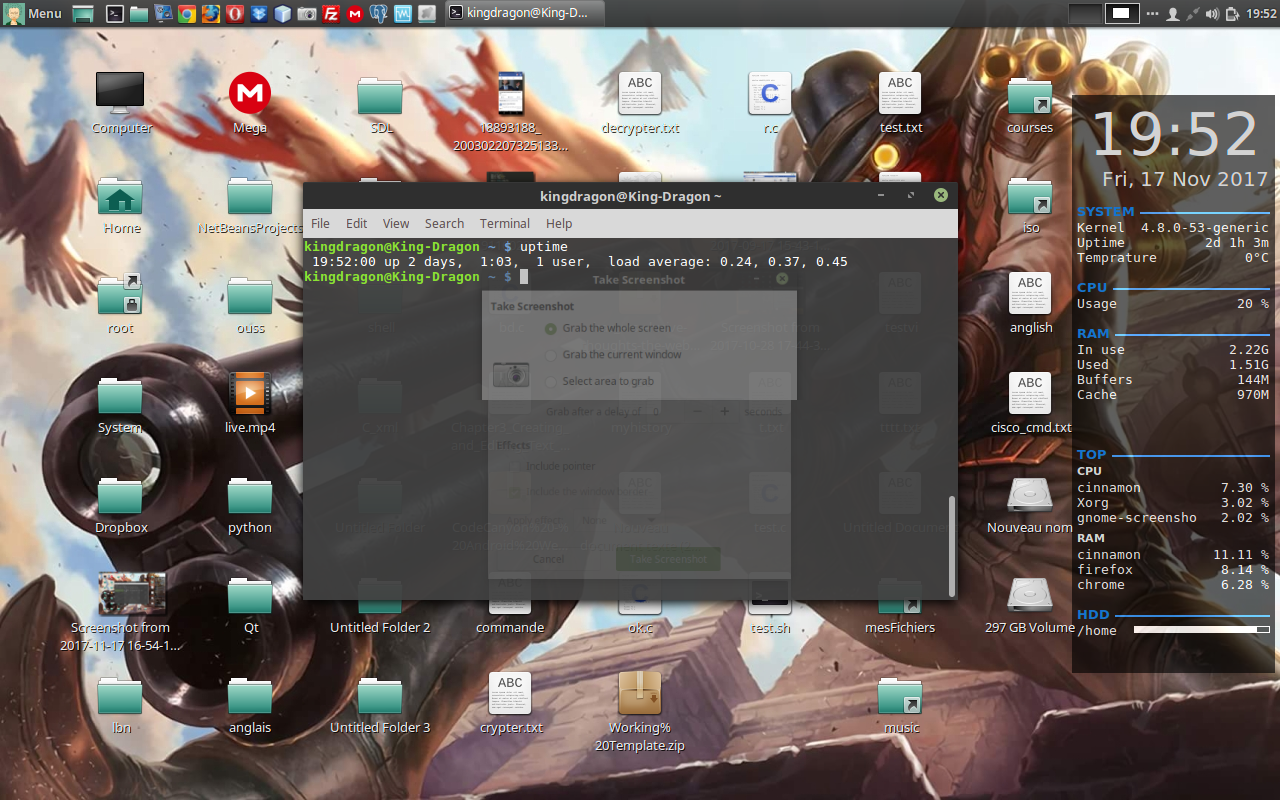 Menu
kingdragon@King-D...
19:52
Computer
Mega
SDL
18893188_
200302207325133...
decrypter.txt
r.c
test.txt
courses
Home
NetBeansProjects
iso
root
ouss
anglish
System
live.mp4
cisco_cmd.txt
Dropbox
python
Nouveau nom
Screenshot from
2017-11-17 16-54-1...
Qt
Untitled Folder 2
commande
ok.c
test.sh
mesFichiers
297 GB Volume
lbn
anglais
Untitled Folder 3
crypter.txt
Working%
20Template.zip
music
kingdragon@King-Dragon ~
File Edit View Search Terminal Help
kingdragon@King-Dragon ~ $ uptime
19:52:00 up 2 days, 1:03, 1 user, load average: 0.24, 0.37, 0.45
kingdragon@King-Dragon ~ $
Take Screenshot
Take Screenshot
Grab the whole screen
Grab the current window
Select area to grab
Grab after a delay of 0 - + seconds
Effects
Include pointer
Include the window border
Cancel
Take Screenshot
19:52
Fri, 17 Nov 2017
SYSTEM
Kernel 4.8.0-53-generic
Uptime 2d 1h 3m
Temprature 0°C
CPU
Usage 20 %
RAM
In use 2.22G
Used 1.51G
Buffers 144M
Cache 970M
TOP
CPU
cinnamon 7.30 %
Xorg 3.02 %
gnome-screensho 2.02 %
RAM
cinnamon 11.11 %
firefox 8.14 %
chrome 6.28 %
HDD
/home